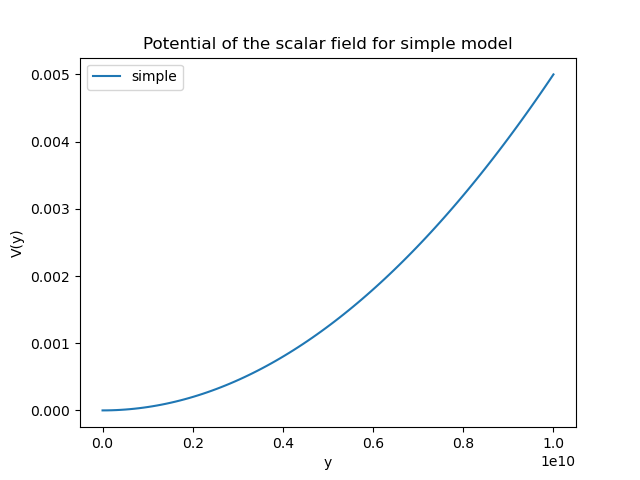 Potential of the scalar field for simple model
simple
V(y)
0.005
0.004
0.003
0.002
0.001
0.000
0.0 0.2 0.4 0.6 0.8 1.0
1e10
y